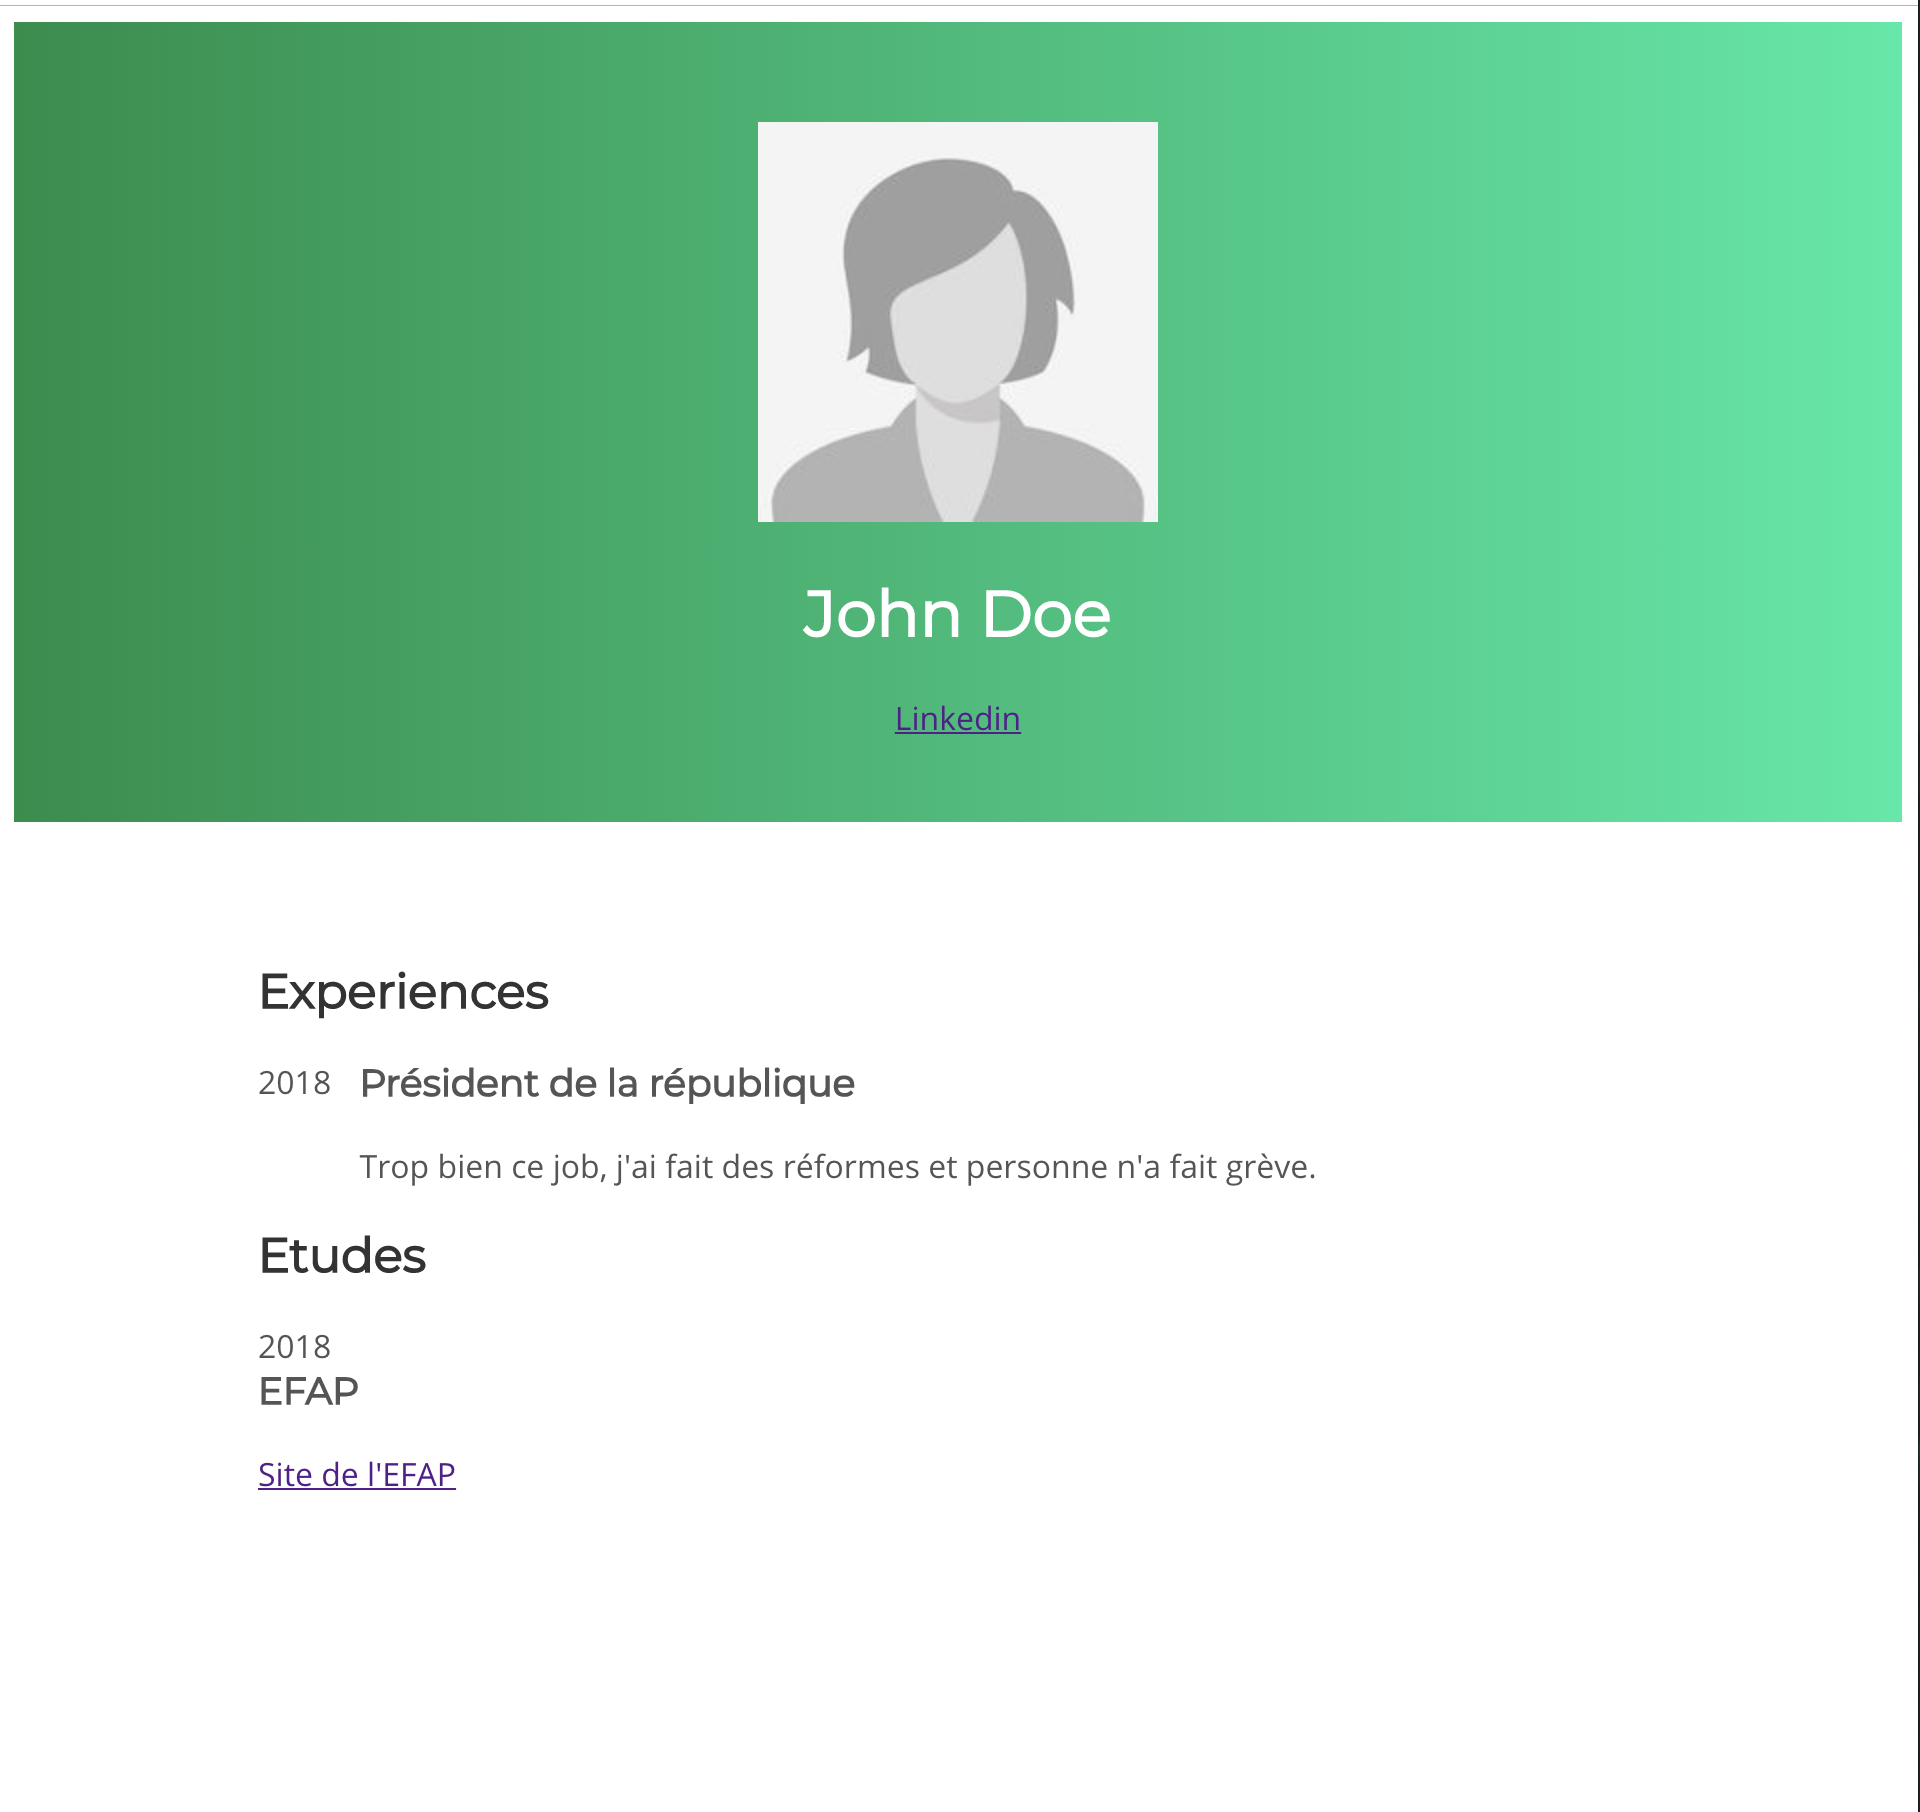 John Doe
Linkedin
Experiences
2018 Président de la république
Trop bien ce job, j'ai fait des réformes et personne n'a fait grève.
Etudes
2018
EFAP
Site de l'EFAP